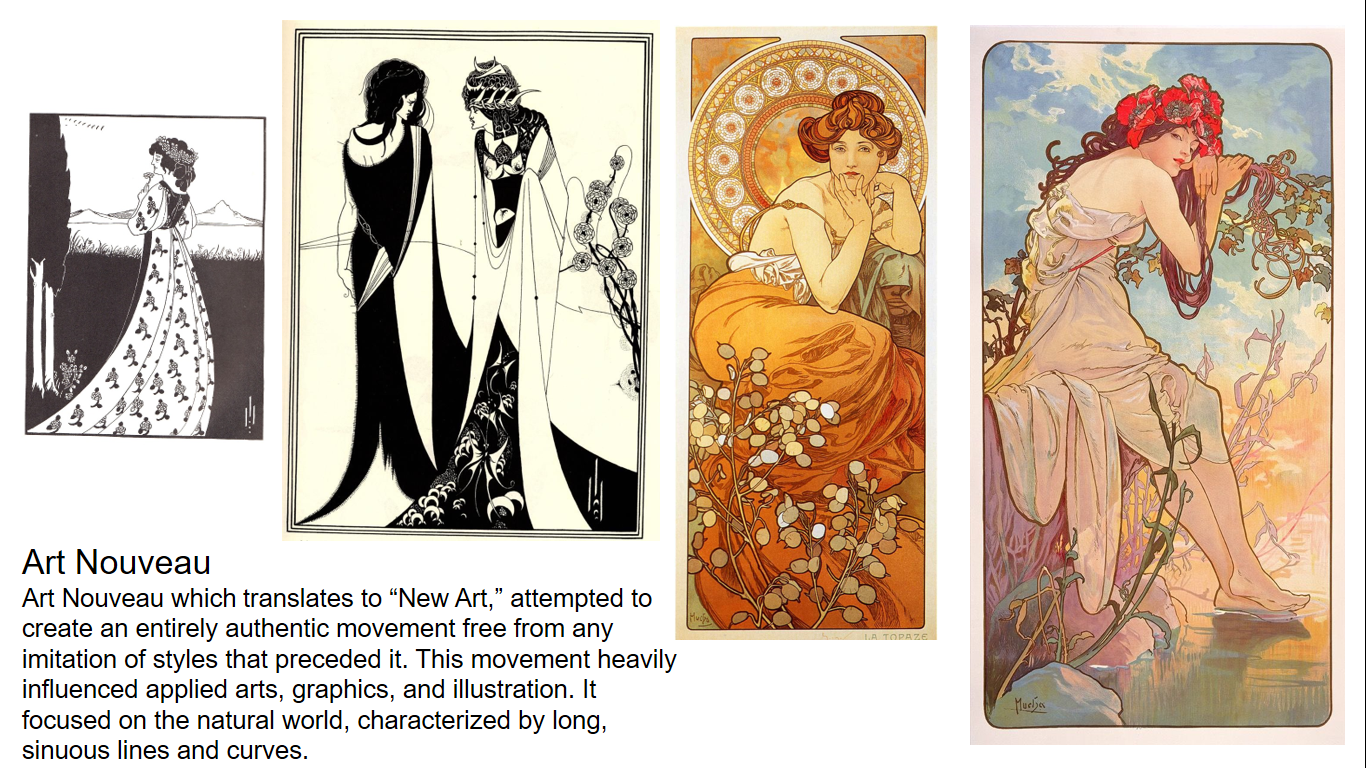 Mucha
LA TOPAZE
Mucha
Art Nouveau
Art Nouveau which translates to “New Art,” attempted to
create an entirely authentic movement free from any
imitation of styles that preceded it. This movement heavily
influenced applied arts, graphics, and illustration. It
focused on the natural world, characterized by long,
sinuous lines and curves.